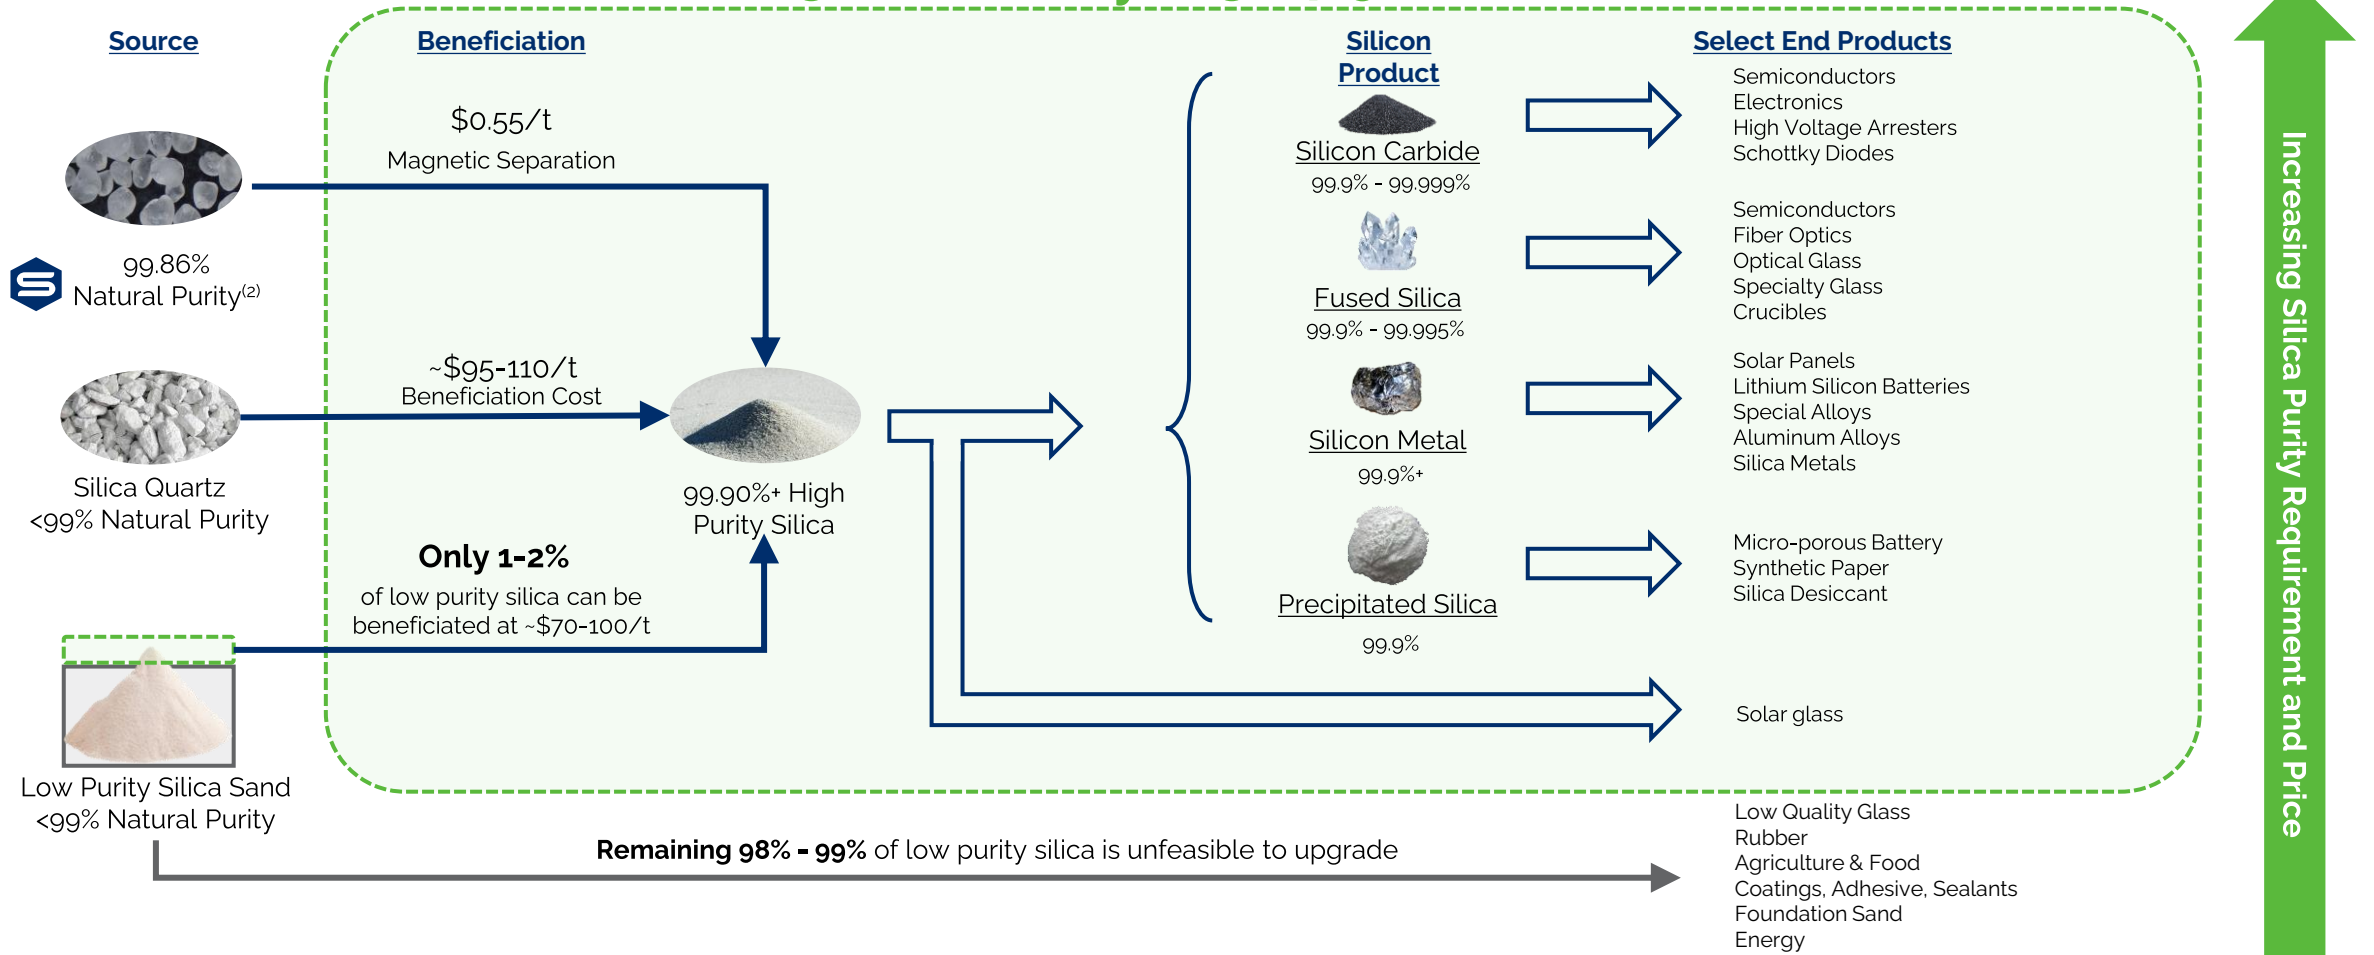 Source
Beneficiation
Silicon
Product
Select End Products
$0.55/t
Magnetic Separation
99.86%
Natural Purity(2)
~$95-110/t
Beneficiation Cost
Silica Quartz
<99% Natural Purity
99.90%+ High
Purity Silica
Only 1-2%
of low purity silica can be
beneficiated at ~$70-100/t
Low Purity Silica Sand
<99% Natural Purity
Silicon Carbide
99.9% - 99.999%
Semiconductors
Electronics
High Voltage Arresters
Schottky Diodes
Fused Silica
99.9% - 99.995%
Semiconductors
Fiber Optics
Optical Glass
Specialty Glass
Crucibles
Silicon Metal
99.9%+
Solar Panels
Lithium Silicon Batteries
Special Alloys
Aluminum Alloys
Silica Metals
Precipitated Silica
99.9%
Micro-porous Battery
Synthetic Paper
Silica Desiccant
Solar glass
Remaining 98% - 99% of low purity silica is unfeasible to upgrade
Low Quality Glass
Rubber
Agriculture & Food
Coatings, Adhesive, Sealants
Foundation Sand
Energy
Increasing Silica Purity Requirement and Price